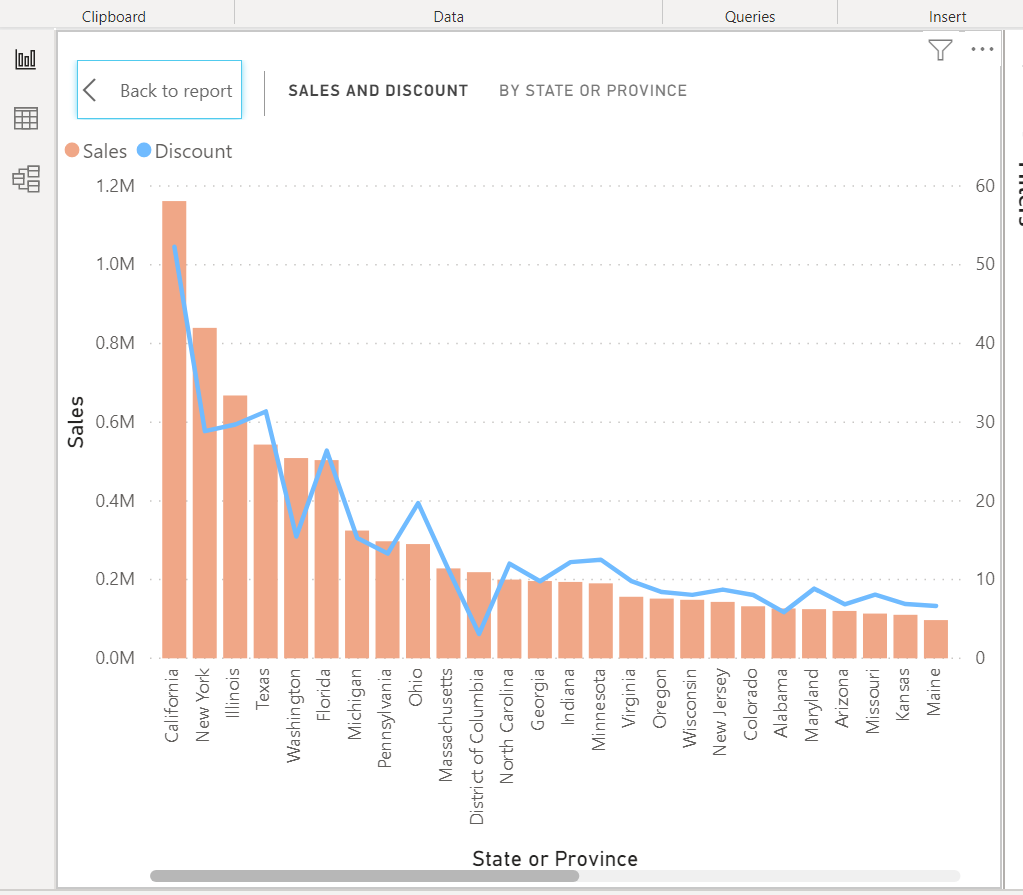 Clipboard Data Queries Insert
Back to report SALES AND DISCOUNT BY STATE OR PROVINCE
Sales Discount
1.2M 60
1.0M 50
0.8M 40
0.6M 30
0.4M 20
0.2M 10
0.0M 0
Sales
California
New York
Illinois
Texas
Washington
Florida
Michigan
Pennsylvania
Ohio
Massachusetts
District of Columbia
North Carolina
Georgia
Indiana
Minnesota
Virginia
Oregon
Wisconsin
New Jersey
Colorado
Alabama
Maryland
Arizona
Missouri
Kansas
Maine
State or Province